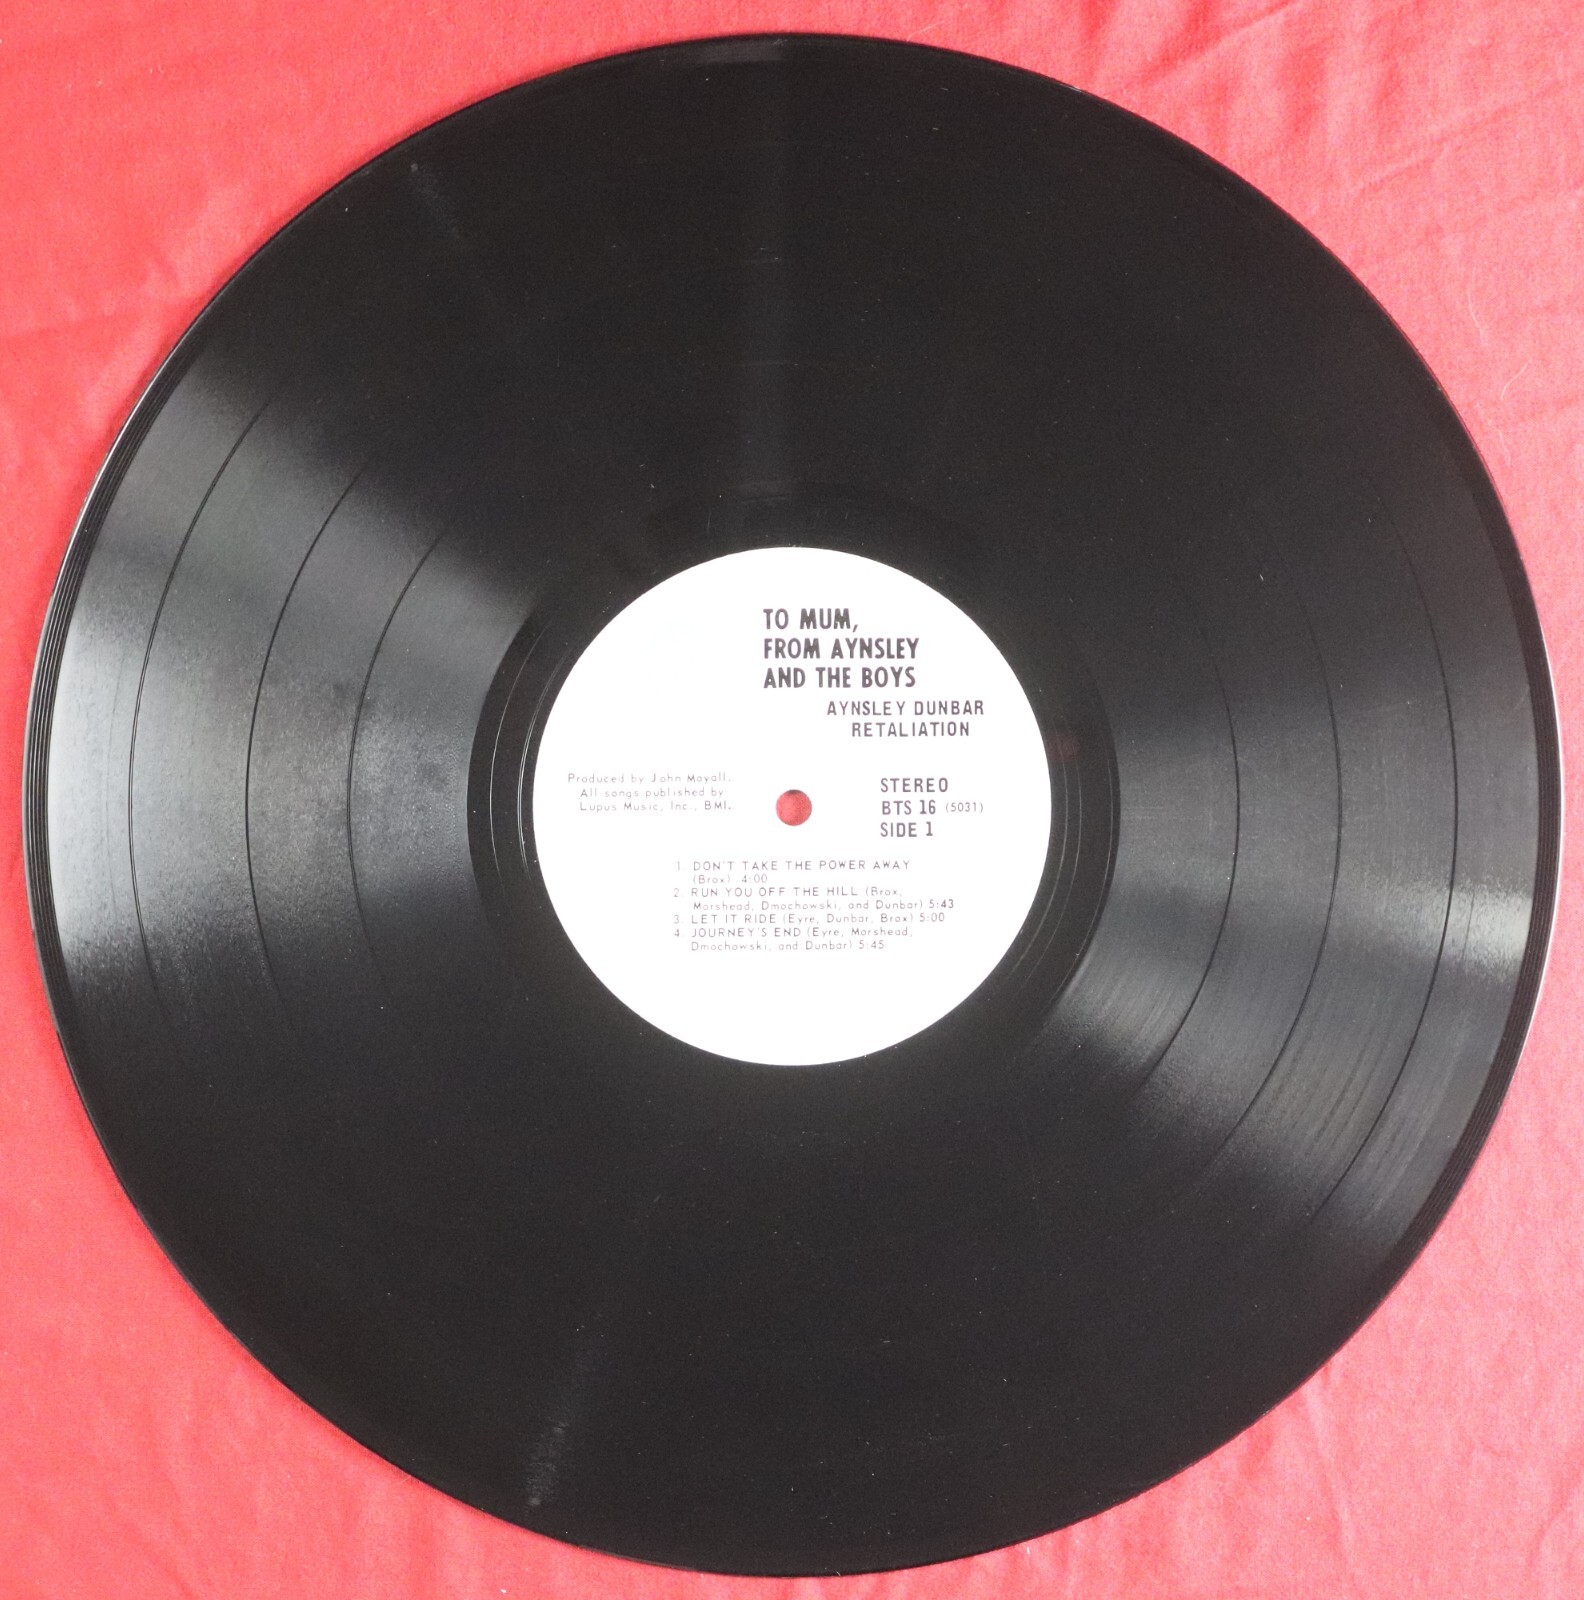 TO MUM,
FROM AYNSLEY
AND THE BOYS
AYNSLEY DUNBAR
RETALIATION
Produced by John Mayall.
All songs published by
Lupus Music, Inc., BMI.
STEREO
BTS 16 (5031)
SIDE 1
1. DON'T TAKE THE POWER AWAY
(Brox) 4:00
2. RUN YOU OFF THE HILL (Brox,
Morshead, Dmochowski, and Dunbar) 5:43
3. LET IT RIDE (Eyre, Dunbar, Brox) 5:00
4. JOURNEY'S END (Eyre, Morshead,
Dmochowski, and Dunbar) 5:45